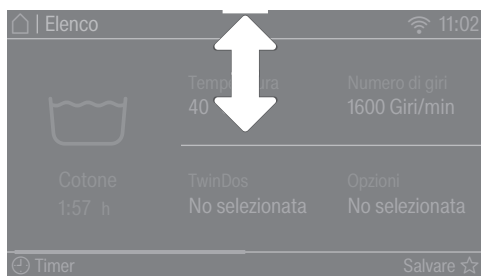 | Elenco 11:02
Temperatura Numero di giri
40 1600 Giri/min
Cotone TwinDos Opzioni
1:57 h No selezionata No selezionata
Timer Salvare